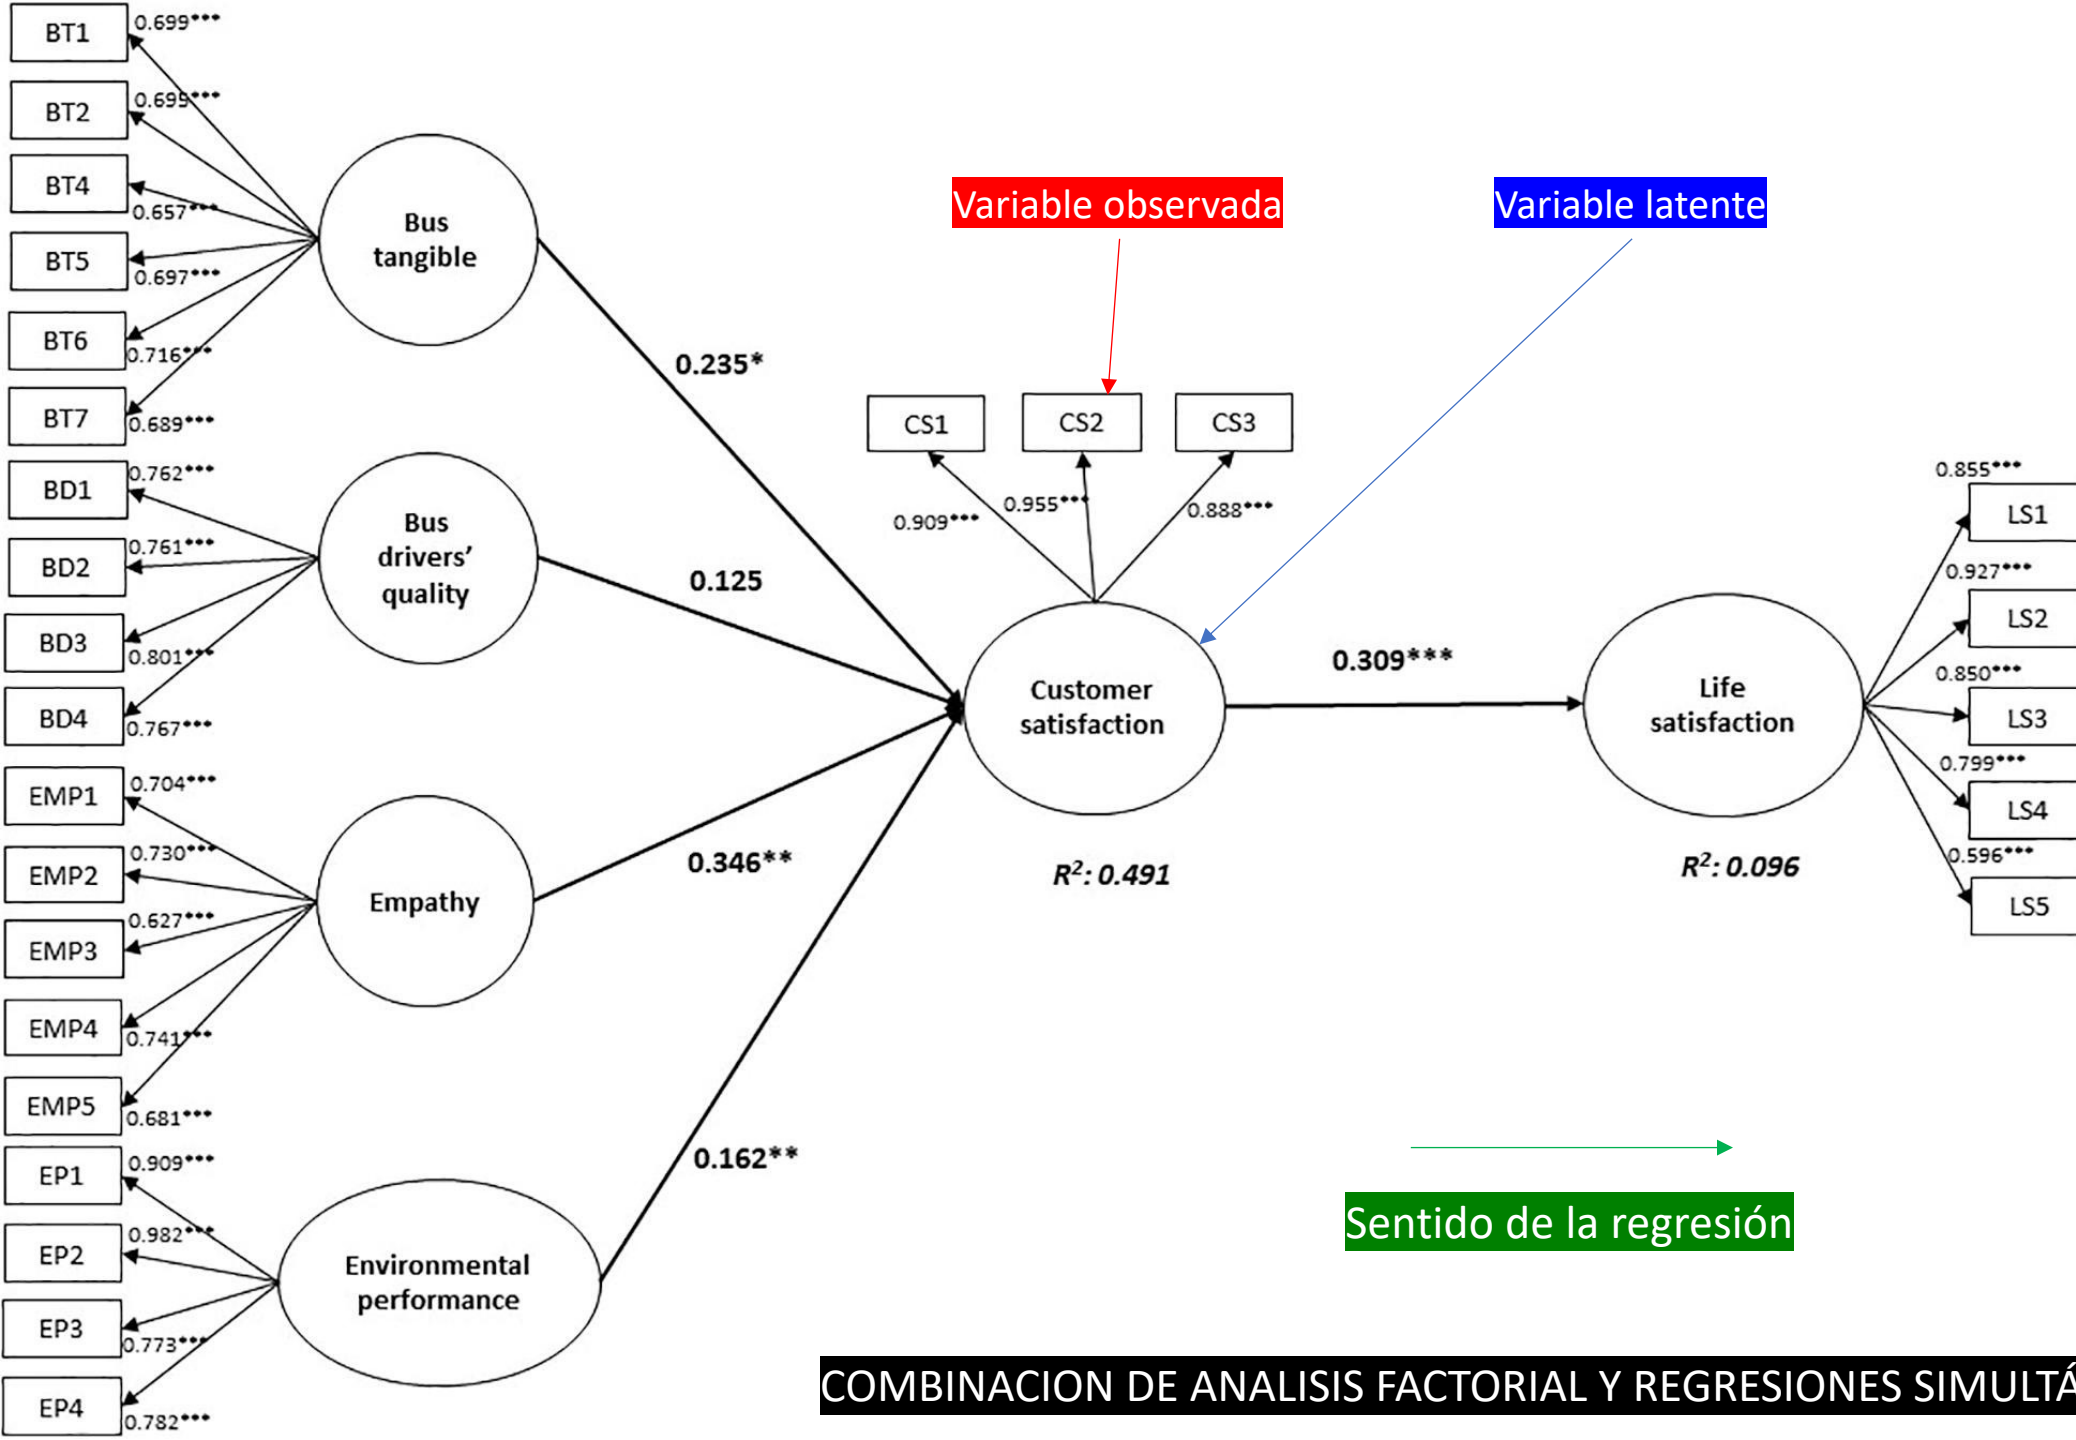 BT1
0.699***
BT2
0.699***
BT4
0.657***
BT5
0.697***
BT6
0.716***
BT7
0.689***
Bus
tangible
BD1
0.762***
BD2
0.761***
BD3
0.801***
BD4
0.767***
Bus
drivers’
quality
EMP1
0.704***
EMP2
0.730***
EMP3
0.627***
EMP4
0.741***
EMP5
0.681***
Empathy
EP1
0.909***
EP2
0.982***
EP3
0.773***
EP4
0.782***
Environmental
performance
0.235*
0.125
0.346**
0.162**
Variable observada
Variable latente
CS1
CS2
CS3
0.909***
0.955***
0.888***
Customer
satisfaction
R²: 0.491
0.309***
Life
satisfaction
R²: 0.096
0.855***
LS1
0.927***
LS2
0.850***
LS3
0.799***
LS4
0.596***
LS5
Sentido de la regresión
COMBINACION DE ANALISIS FACTORIAL Y REGRESIONES SIMULTÁ